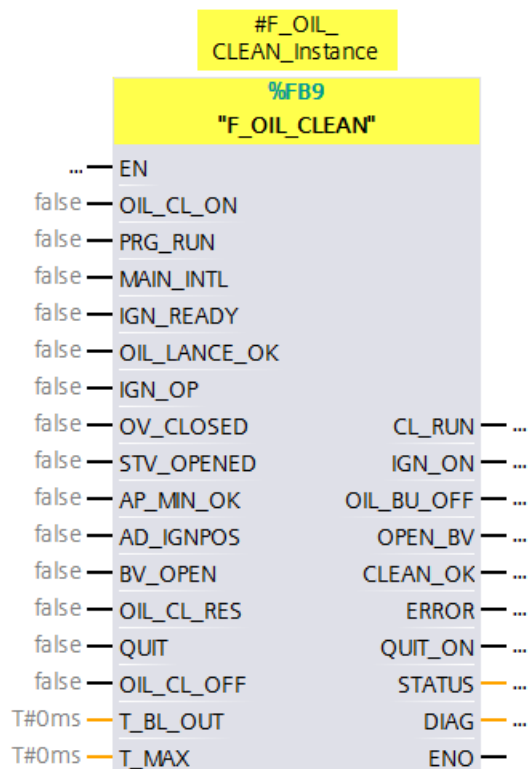 #F_OIL_
CLEAN_Instance
%FB9
"F_OIL_CLEAN"
... EN
false OIL_CL_ON
false PRG_RUN
false MAIN_INTL
false IGN_READY
false OIL_LANCE_OK
false IGN_OP
false OV_CLOSED CL_RUN ...
false STV_OPENED IGN_ON ...
false AP_MIN_OK OIL_BU_OFF ...
false AD_IGNPOS OPEN_BV ...
false BV_OPEN CLEAN_OK ...
false OIL_CL_RES ERROR ...
false QUIT QUIT_ON ...
false OIL_CL_OFF STATUS ...
T#0ms T_BL_OUT DIAG ...
T#0ms T_MAX ENO